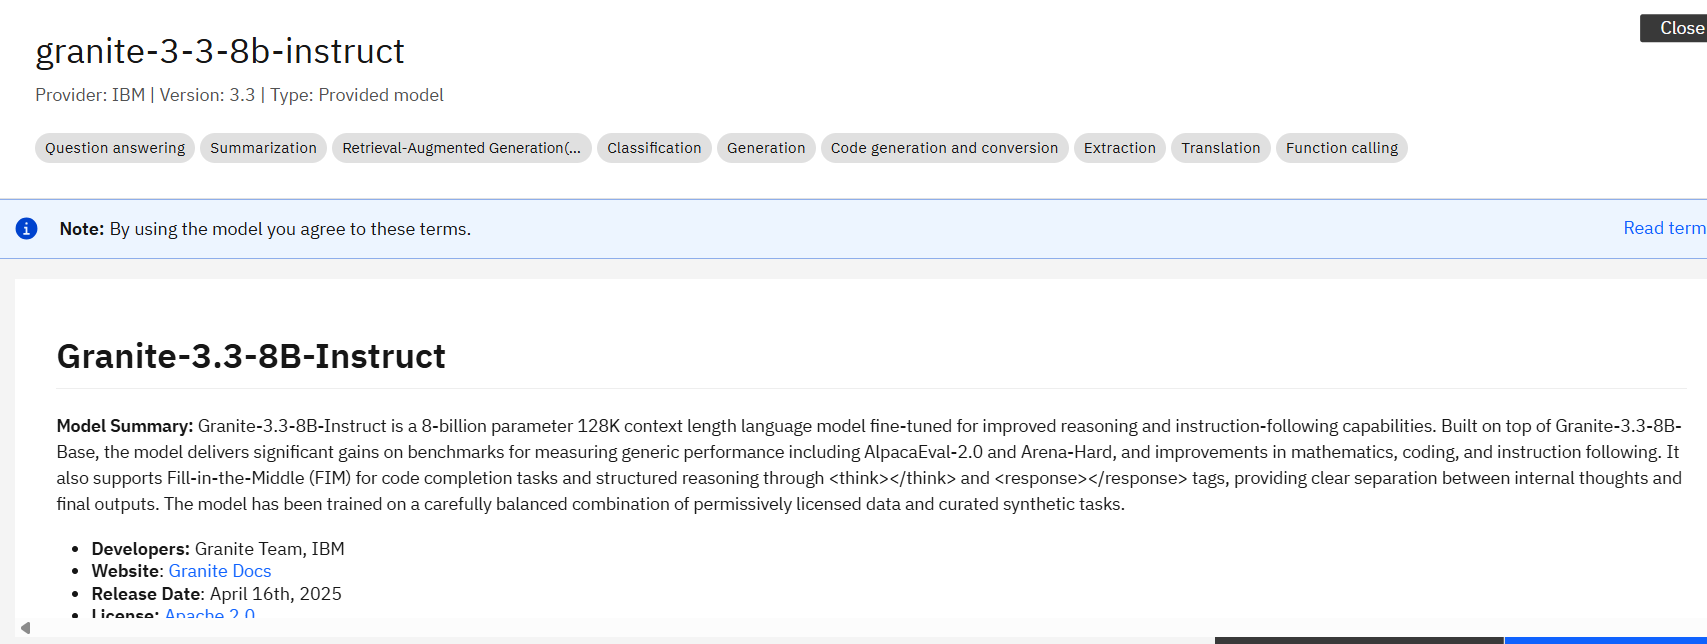 Close
granite-3-3-8b-instruct
Provider: IBM | Version: 3.3 | Type: Provided model
Question answering Summarization Retrieval-Augmented Generation(... Classification Generation Code generation and conversion Extraction Translation Function calling
Note: By using the model you agree to these terms. Read term
Granite-3.3-8B-Instruct
Model Summary: Granite-3.3-8B-Instruct is a 8-billion parameter 128K context length language model fine-tuned for improved reasoning and instruction-following capabilities. Built on top of Granite-3.3-8B-
Base, the model delivers significant gains on benchmarks for measuring generic performance including AlpacaEval-2.0 and Arena-Hard, and improvements in mathematics, coding, and instruction following. It
also supports Fill-in-the-Middle (FIM) for code completion tasks and structured reasoning through <think></think> and <response></response> tags, providing clear separation between internal thoughts and
final outputs. The model has been trained on a carefully balanced combination of permissively licensed data and curated synthetic tasks.
Developers: Granite Team, IBM
Website: Granite Docs
Release Date: April 16th, 2025
License: Apache 2.0